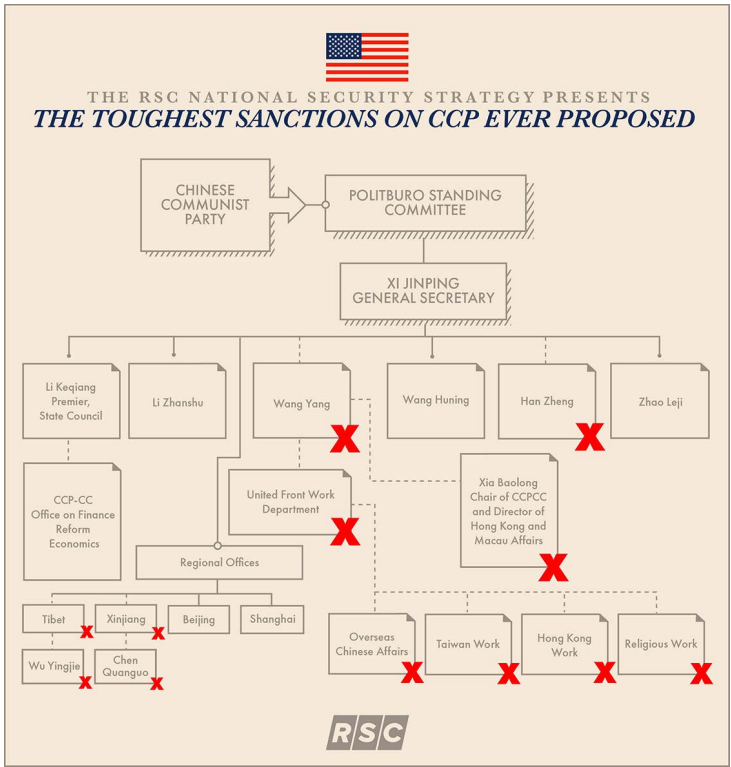 THE RSC NATIONAL SECURITY STRATEGY PRESENTS
THE TOUGHEST SANCTIONS ON CCP EVER PROPOSED
CHINESE
COMMUNIST
PARTY
POLITBURO STANDING
COMMITTEE
XI JINPING
GENERAL SECRETARY
Li Keqiang
Premier,
State Council
Li Zhanshu
Wang Yang
Wang Huning
Han Zheng
Zhao Leji
CCP-CC
Office on Finance
Reform
Economics
United Front Work
Department
Xia Baolong
Chair of CCPCC
and Director of
Hong Kong and
Macau Affairs
Regional Offices
Tibet
Xinjiang
Beijing
Shanghai
Wu Yingjie
Chen
Quanguo
Overseas
Chinese Affairs
Taiwan Work
Hong Kong
Work
Religious Work
RSC